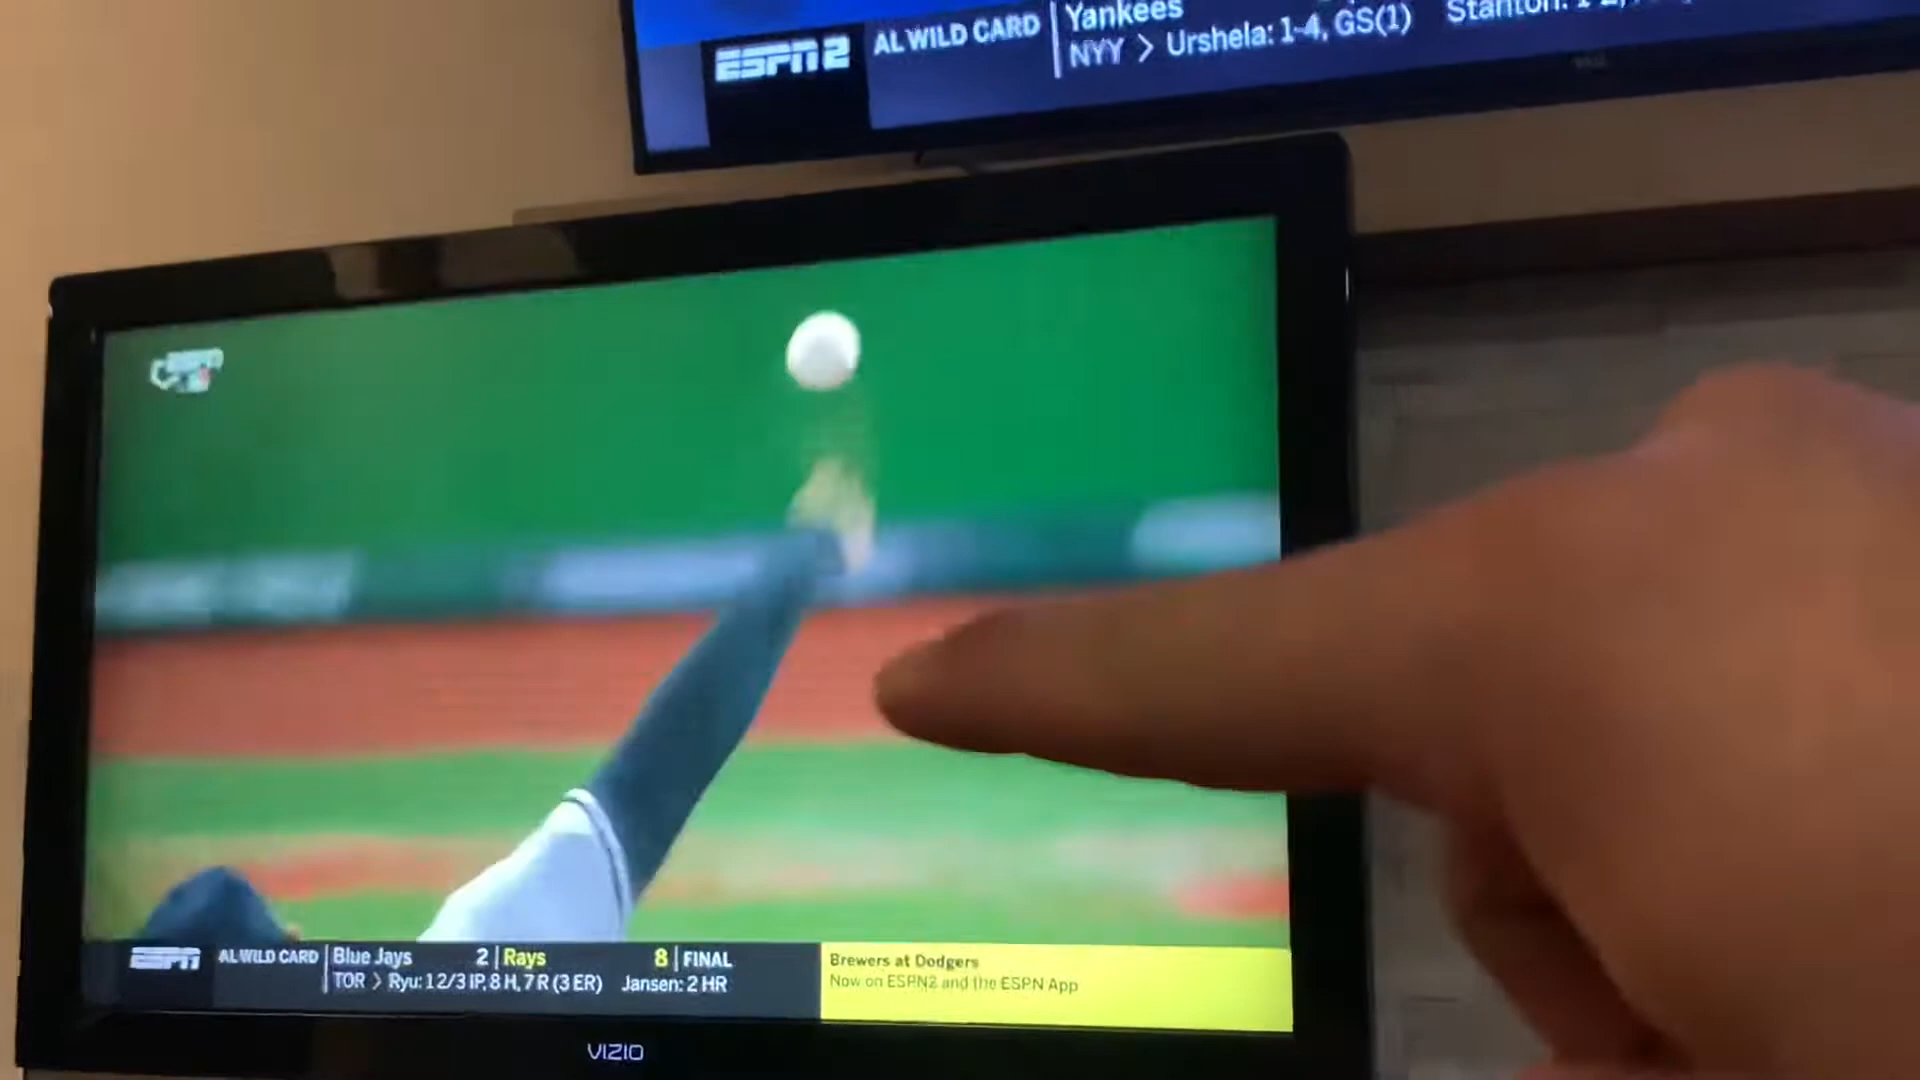 ESPN2
AL WILD CARD
Yankees
NYY > Urshela: 1-4, GS(1)
ESPN
ESPN
AL WILD CARD
Blue Jays 2 Rays 8 FINAL
TOR > Ryu: 1 2/3 IP, 8 H, 7 R (3 ER) Jansen: 2 HR
Brewers at Dodgers
Now on ESPN2 and the ESPN App
VIZIO